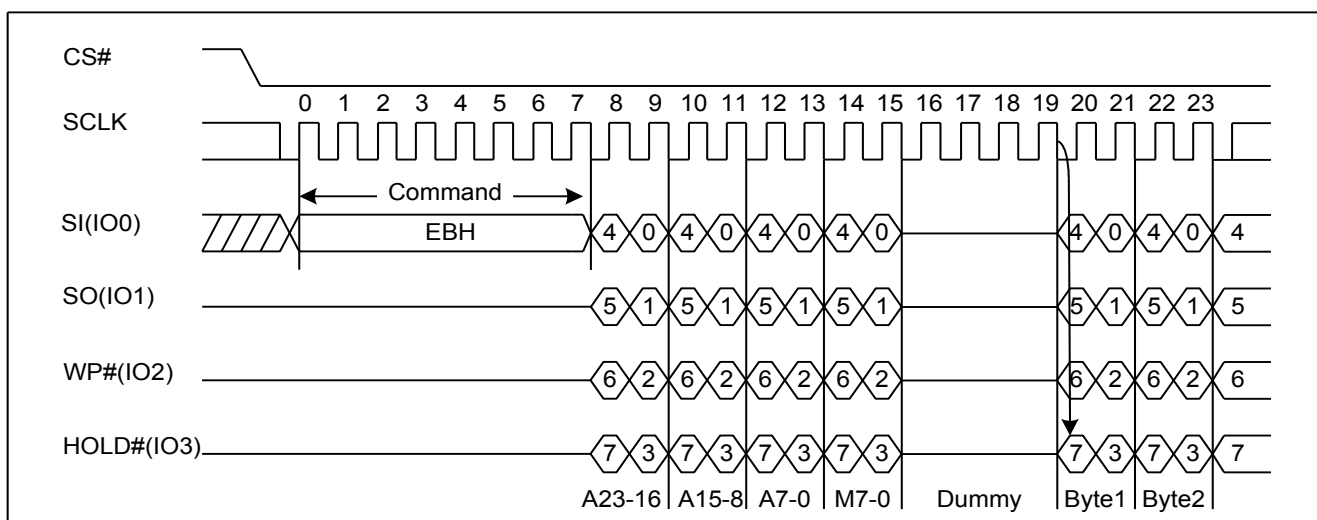 CS#
0 1 2 3 4 5 6 7 8 9 10 11 12 13 14 15 16 17 18 19 20 21 22 23
SCLK
Command
SI(IO0)
EBH
4 0 4 0 4 0 4 0 4 0 4 0 4
SO(IO1)
5 1 5 1 5 1 5 1 5 1 5 1 5
WP#(IO2)
6 2 6 2 6 2 6 2 6 2 6 2 6
HOLD#(IO3)
7 3 7 3 7 3 7 3 7 3 7 3 7
A23-16 A15-8 A7-0 M7-0 Dummy Byte1 Byte2